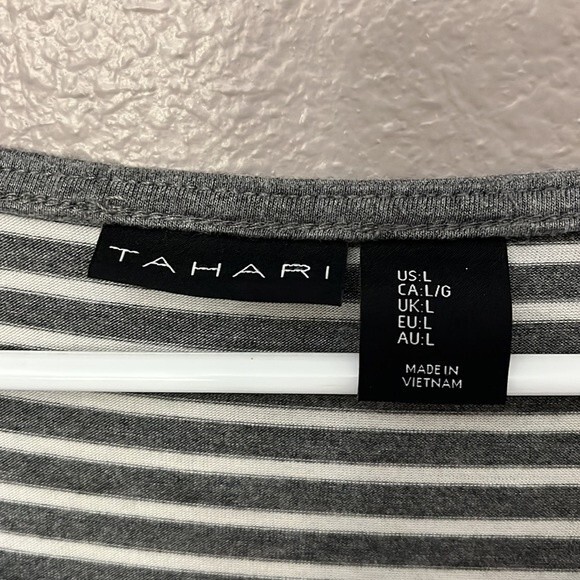 TAHARI
US:L
CA:L/G
UK:L
EU:L
AU:L
MADE IN
VIETNAM